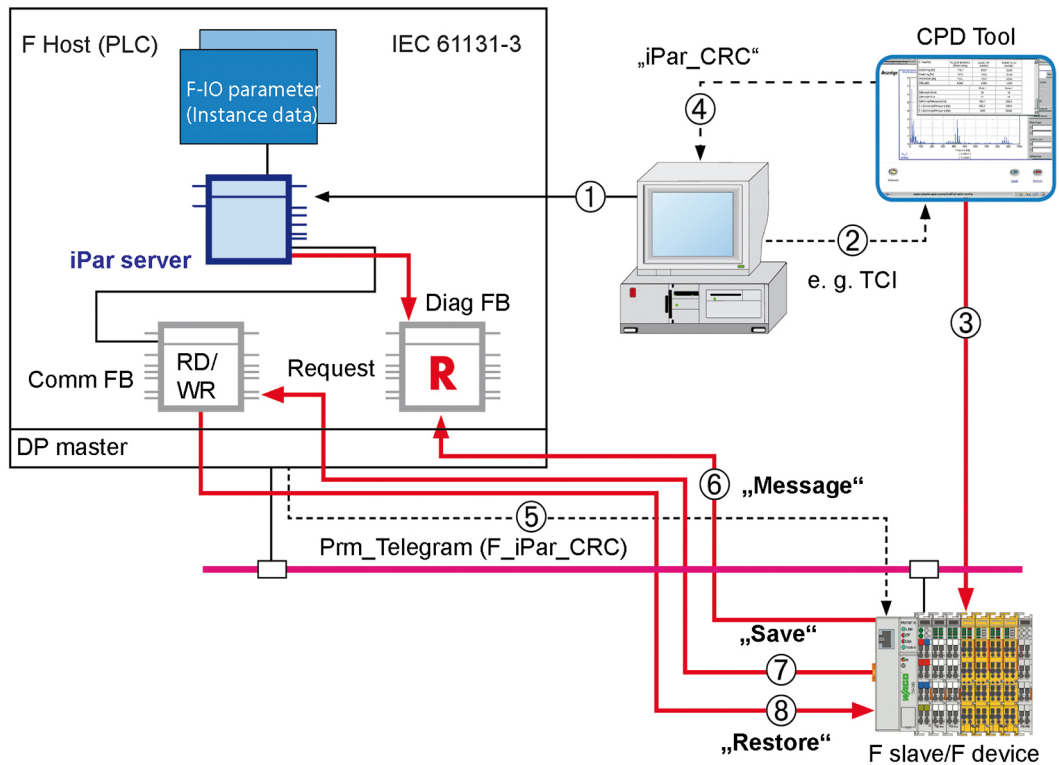 F Host (PLC)
IEC 61131-3
F-IO parameter
(Instance data)
iPar server
Diag FB
Request
R
Comm FB
RD/
WR
DP master
„iPar_CRC“
CPD Tool
4
1
2
e. g. TCI
3
6
„Message“
5
Prm_Telegram (F_iPar_CRC)
„Save“
7
8
„Restore“
WAGO
F slave/F device